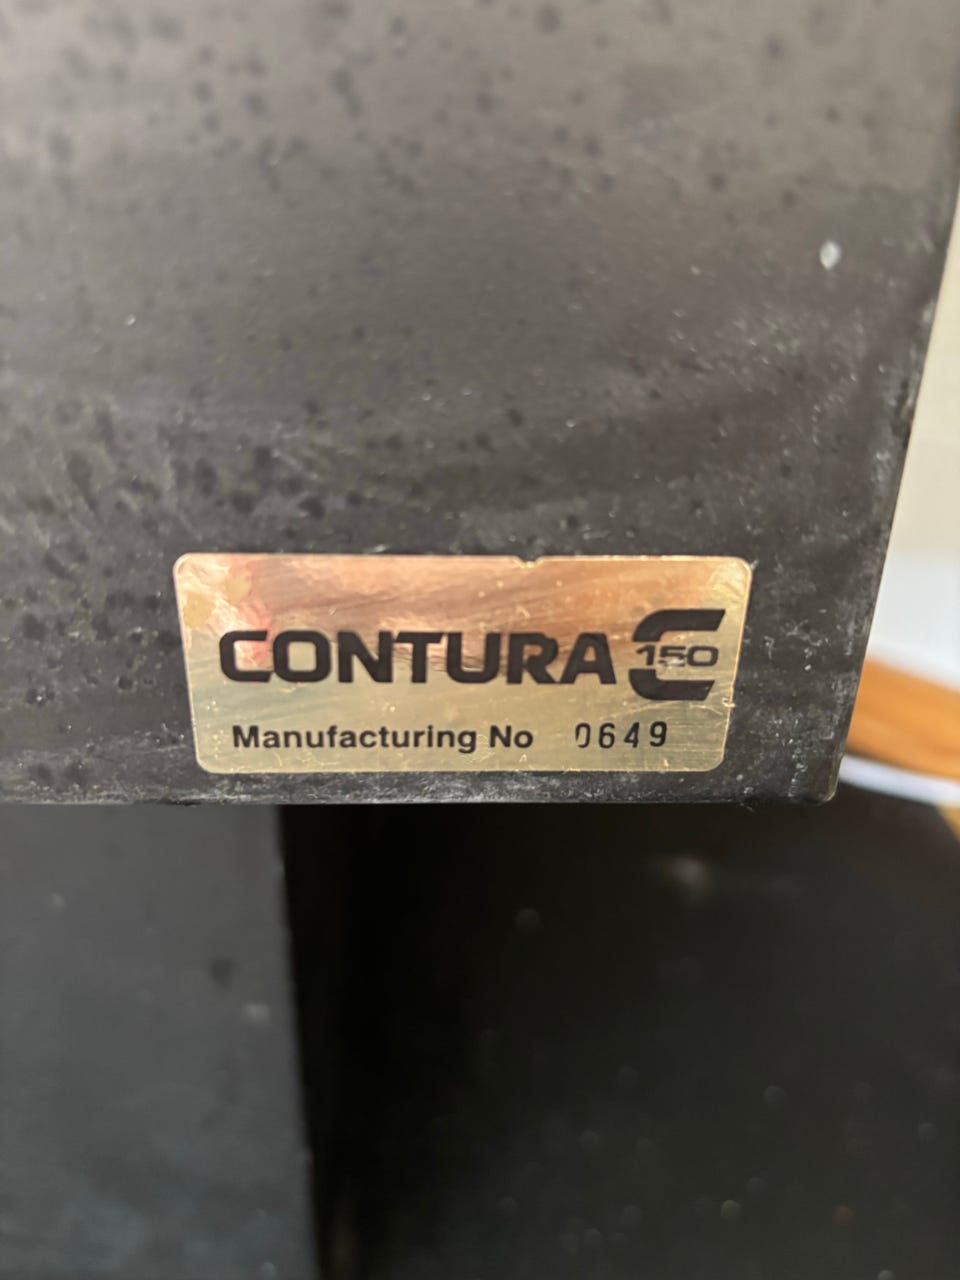 CONTURA 150
Manufacturing No 0649